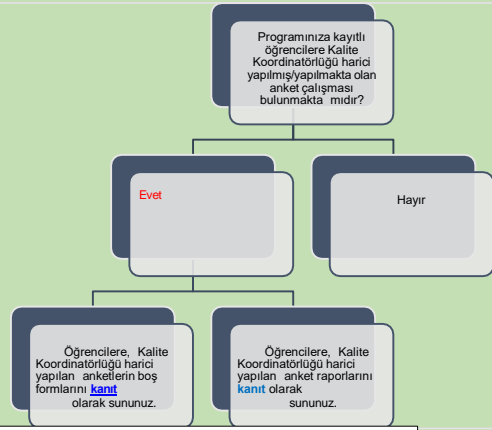 Programınıza kayıtlı
öğrencilere Kalite
Koordinatörlüğü harici
yapılmış/yapılmakta olan
anket çalışması
bulunmakta mıdır?
Evet
Hayır
Öğrencilere, Kalite
Koordinatörlüğü harici
yapılan anketlerin boş
formlarını kanıt
olarak sununuz.
Öğrencilere, Kalite
Koordinatörlüğü harici
yapılan anket raporlarını
kanıt olarak
sununuz.